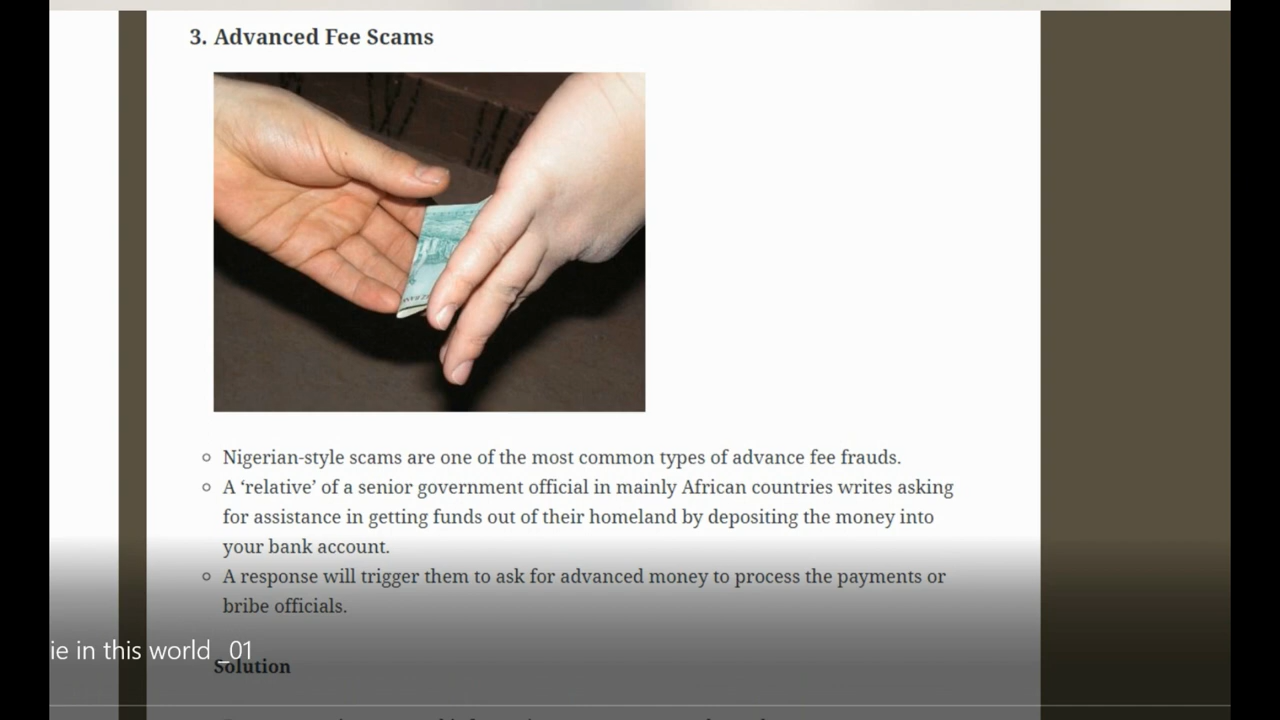 3. Advanced Fee Scams
Nigerian-style scams are one of the most common types of advance fee frauds.
A ‘relative’ of a senior government official in mainly African countries writes asking
for assistance in getting funds out of their homeland by depositing the money into
your bank account.
A response will trigger them to ask for advanced money to process the payments or
bribe officials.
ie in this world _01
Solution